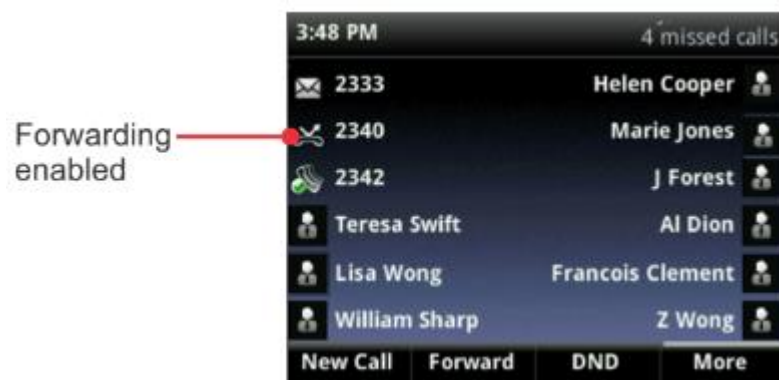 3:48 PM 4 missed calls
2333 Helen Cooper
Forwarding enabled
2340 Marie Jones
2342 J Forest
Teresa Swift Al Dion
Lisa Wong Francois Clement
William Sharp Z Wong
New Call Forward DND More